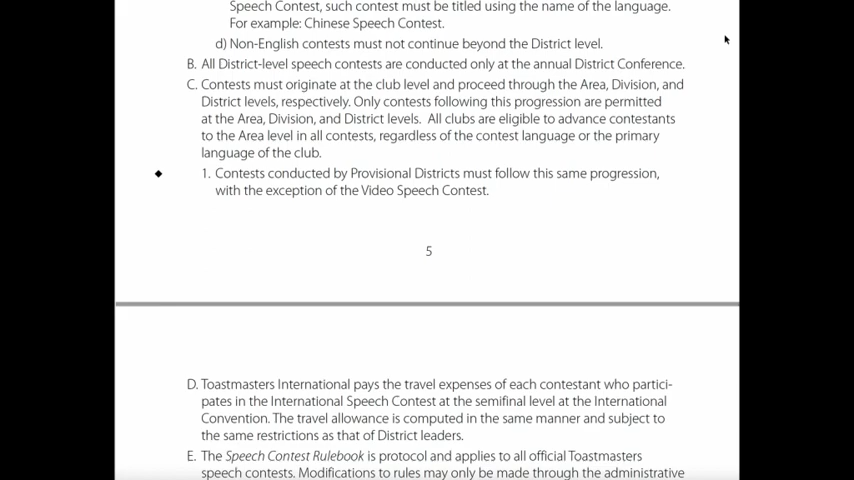 Speech Contest, such contest must be titled using the name of the language.
For example: Chinese Speech Contest.
d) Non-English contests must not continue beyond the District level.
B. All District-level speech contests are conducted only at the annual District Conference.
C. Contests must originate at the club level and proceed through the Area, Division, and
District levels, respectively. Only contests following this progression are permitted
at the Area, Division, and District levels. All clubs are eligible to advance contestants
to the Area level in all contests, regardless of the contest language or the primary
language of the club.
◆ 1. Contests conducted by Provisional Districts must follow this same progression,
with the exception of the Video Speech Contest.
5
D. Toastmasters International pays the travel expenses of each contestant who partici-
pates in the International Speech Contest at the semifinal level at the International
Convention. The travel allowance is computed in the same manner and subject to
the same restrictions as that of District leaders.
E. The Speech Contest Rulebook is protocol and applies to all official Toastmasters
speech contests. Modifications to rules may only be made through the administrative